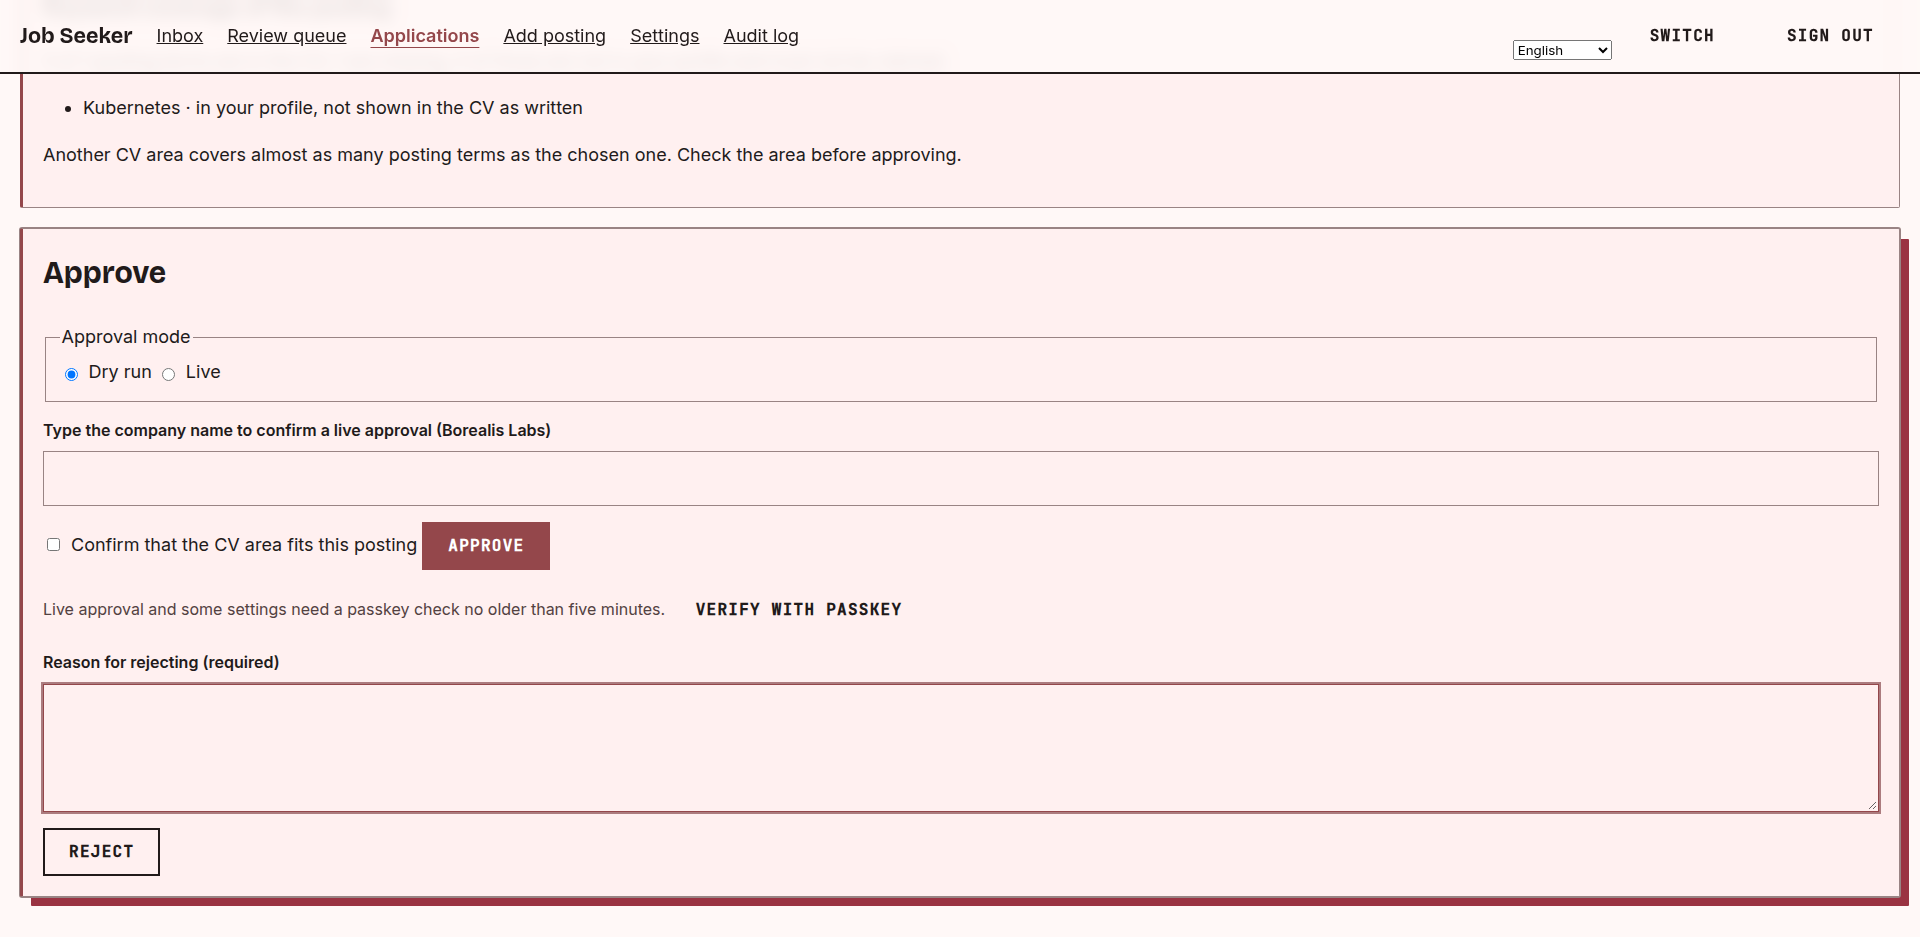 Job Seeker Inbox Review queue Applications Add posting Settings Audit log English SWITCH SIGN OUT
Kubernetes · in your profile, not shown in the CV as written
Another CV area covers almost as many posting terms as the chosen one. Check the area before approving.
Approve
Approval mode
Dry run Live
Type the company name to confirm a live approval (Borealis Labs)
Confirm that the CV area fits this posting APPROVE
Live approval and some settings need a passkey check no older than five minutes. VERIFY WITH PASSKEY
Reason for rejecting (required)
REJECT